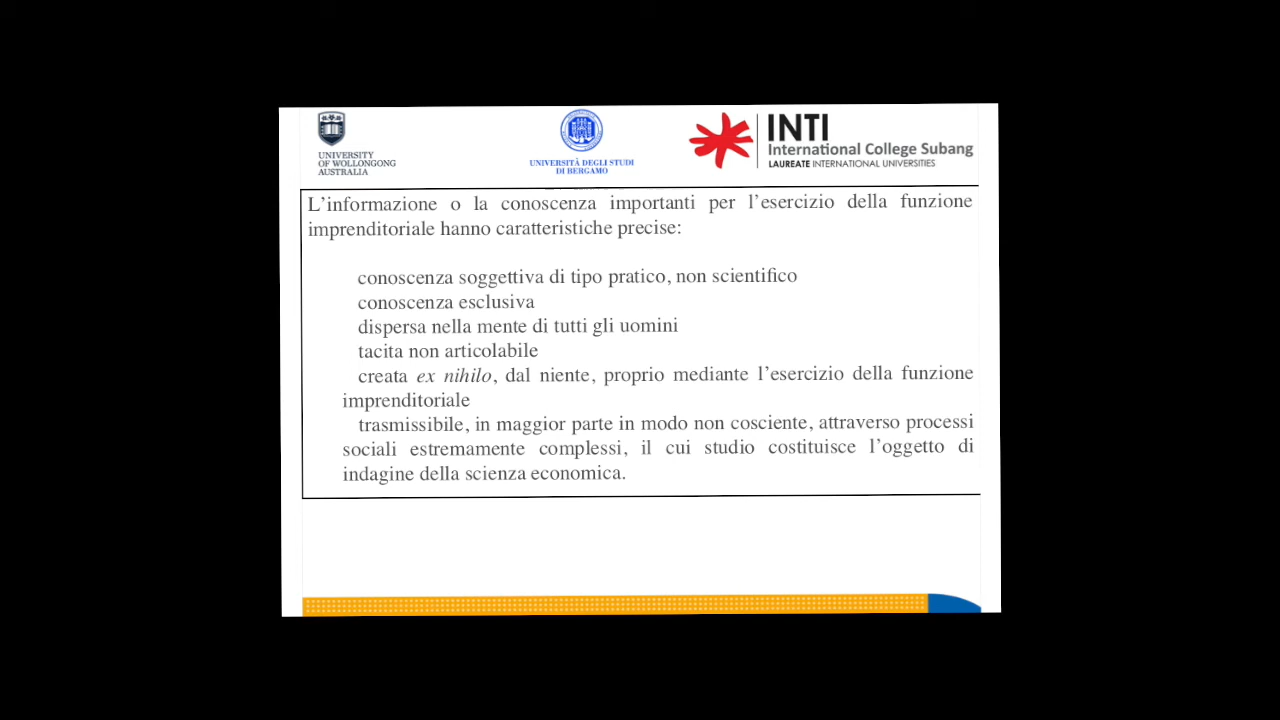 UNIVERSITY
OF WOLLONGONG
AUSTRALIA
UNIVERSITÀ DEGLI STUDI
DI BERGAMO
INTI
International College Subang
LAUREATE INTERNATIONAL UNIVERSITIES
L’informazione o la conoscenza importanti per l’esercizio della funzione
imprenditoriale hanno caratteristiche precise:
conoscenza soggettiva di tipo pratico, non scientifico
conoscenza esclusiva
dispersa nella mente di tutti gli uomini
tacita non articolabile
creata ex nihilo, dal niente, proprio mediante l’esercizio della funzione
imprenditoriale
trasmissibile, in maggior parte in modo non cosciente, attraverso processi
sociali estremamente complessi, il cui studio costituisce l’oggetto di
indagine della scienza economica.